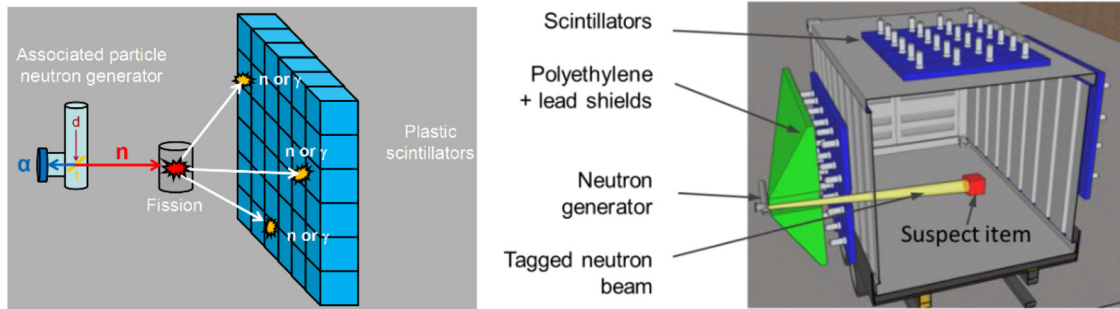 Associated particle
neutron generator
d
t
α
n
Fission
n or γ
n or γ
n or γ
Plastic
scintillators
Scintillators
Polyethylene
+ lead shields
Neutron
generator
Tagged neutron
beam
Suspect item